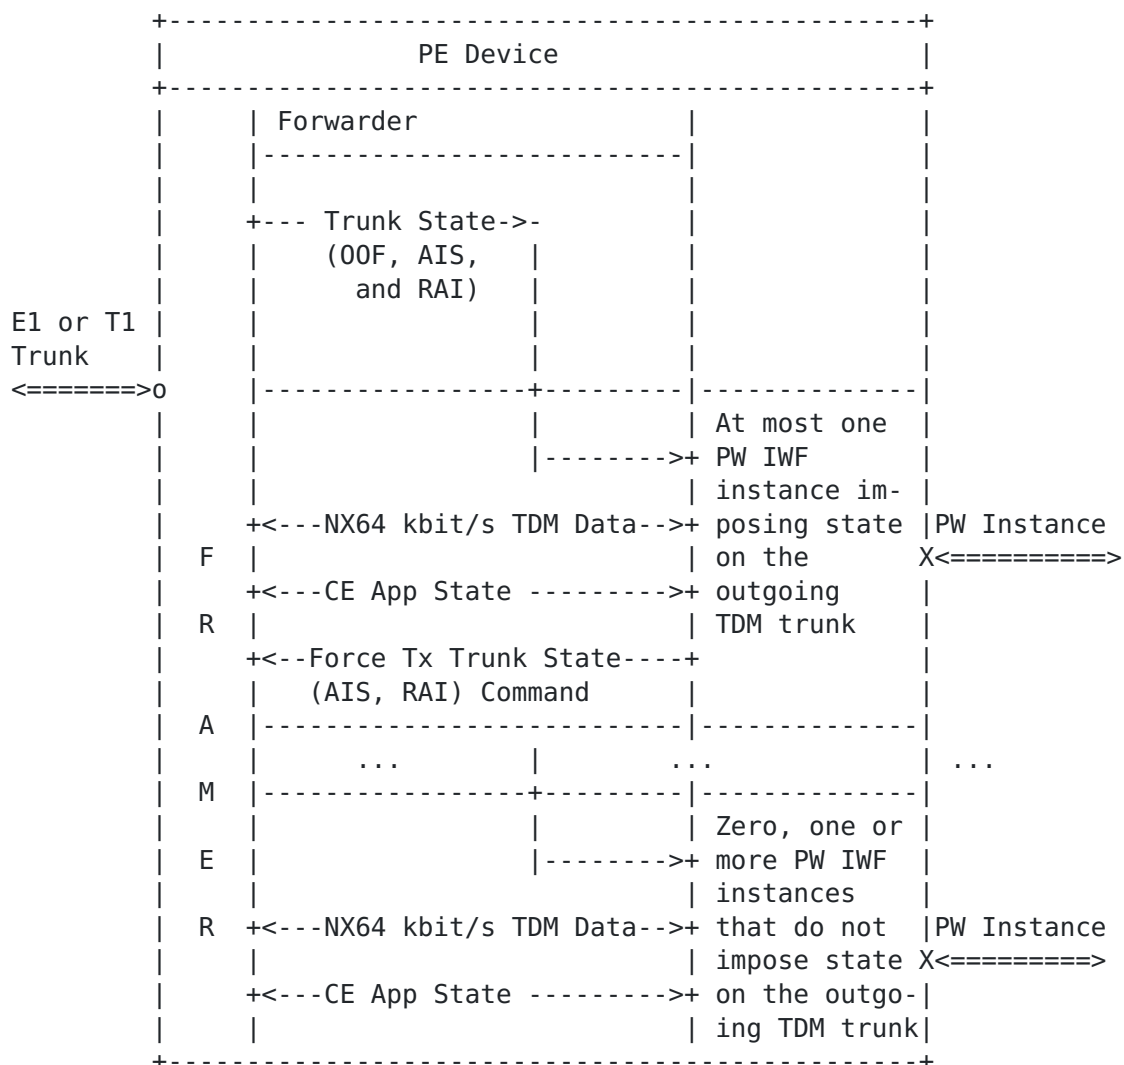 +------------------------------------------------+
                   |                PE Device                       |
                   +------------------------------------------------+
                   |     | Forwarder                 |              |
                   |     |---------------------------|              |
                   |     |                           |              |
                   |     +--- Trunk State->-         |              |
                   |     |    (OOF, AIS,   |         |              |
                   |     |      and RAI)   |         |              |
         E1 or T1  |     |                 |         |              |
         Trunk     |     |                 |         |              |
         <=======>o     |-----------------+---------|--------------|
                   |     |                 |         | At most one  |
                   |     |                 |-------->+ PW IWF       |
                   |     |                           | instance im- |
                   |     +<---NX64 kbit/s TDM Data-->+ posing state |PW Instance
                   |  F  |                           | on the       X<==========>
                   |     +<---CE App State --------->+ outgoing     |
                   |  R  |                           | TDM trunk    |
                   |     +<--Force Tx Trunk State----+              |
                   |     |   (AIS, RAI) Command      |              |
                   |  A  |---------------------------|--------------|
                   |     |      ...        |        ...             | ...
                   |  M  |-----------------+---------|--------------|
                   |     |                 |         | Zero, one or |
                   |  E  |                 |-------->+ more PW IWF  |
                   |     |                           | instances    |
                   |  R  +<---NX64 kbit/s TDM Data-->+ that do not  |PW Instance
                   |     |                           | impose state X<=========>
                   |     +<---CE App State --------->+ on the outgo-|
                   |     |                           | ing TDM trunk|
                   +------------------------------------------------+